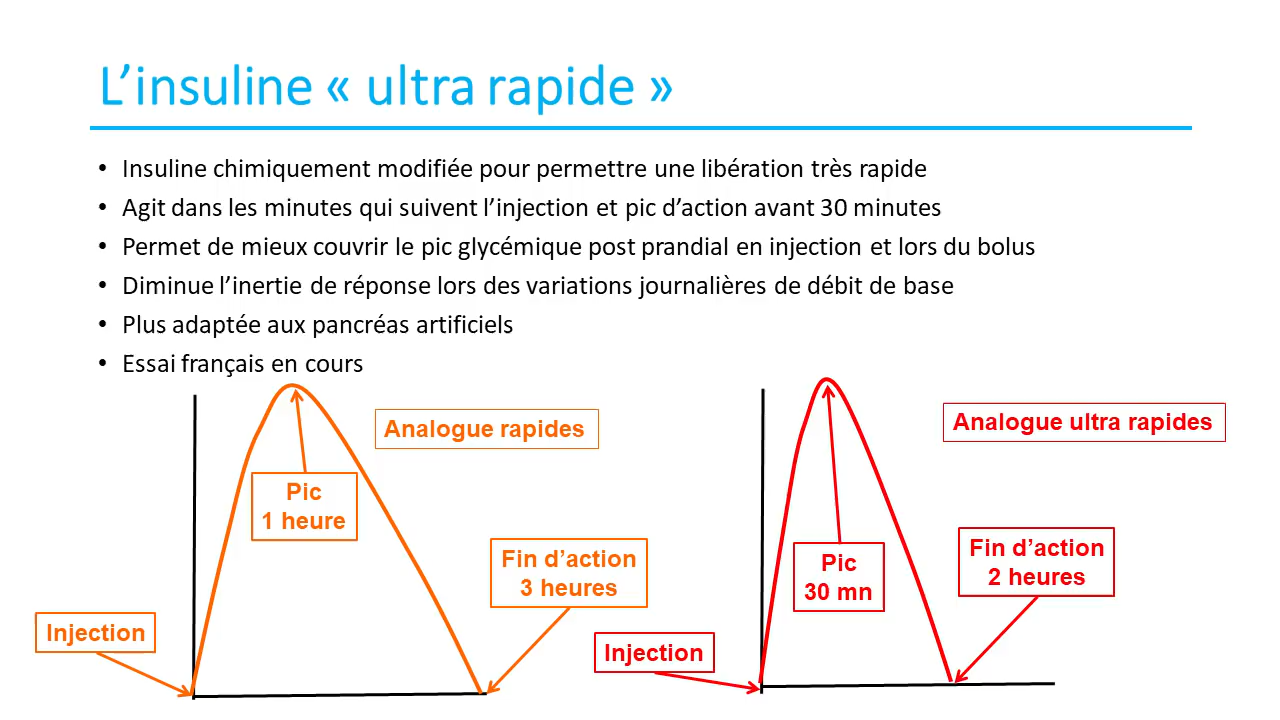 L’insuline « ultra rapide »
• Insuline chimiquement modifiée pour permettre une libération très rapide
• Agit dans les minutes qui suivent l’injection et pic d’action avant 30 minutes
• Permet de mieux couvrir le pic glycémique post prandial en injection et lors du bolus
• Diminue l’inertie de réponse lors des variations journalières de débit de base
• Plus adaptée aux pancréas artificiels
• Essai français en cours
Analogue rapides
Pic
1 heure
Fin d’action
3 heures
Injection
Analogue ultra rapides
Pic
30 mn
Fin d’action
2 heures
Injection